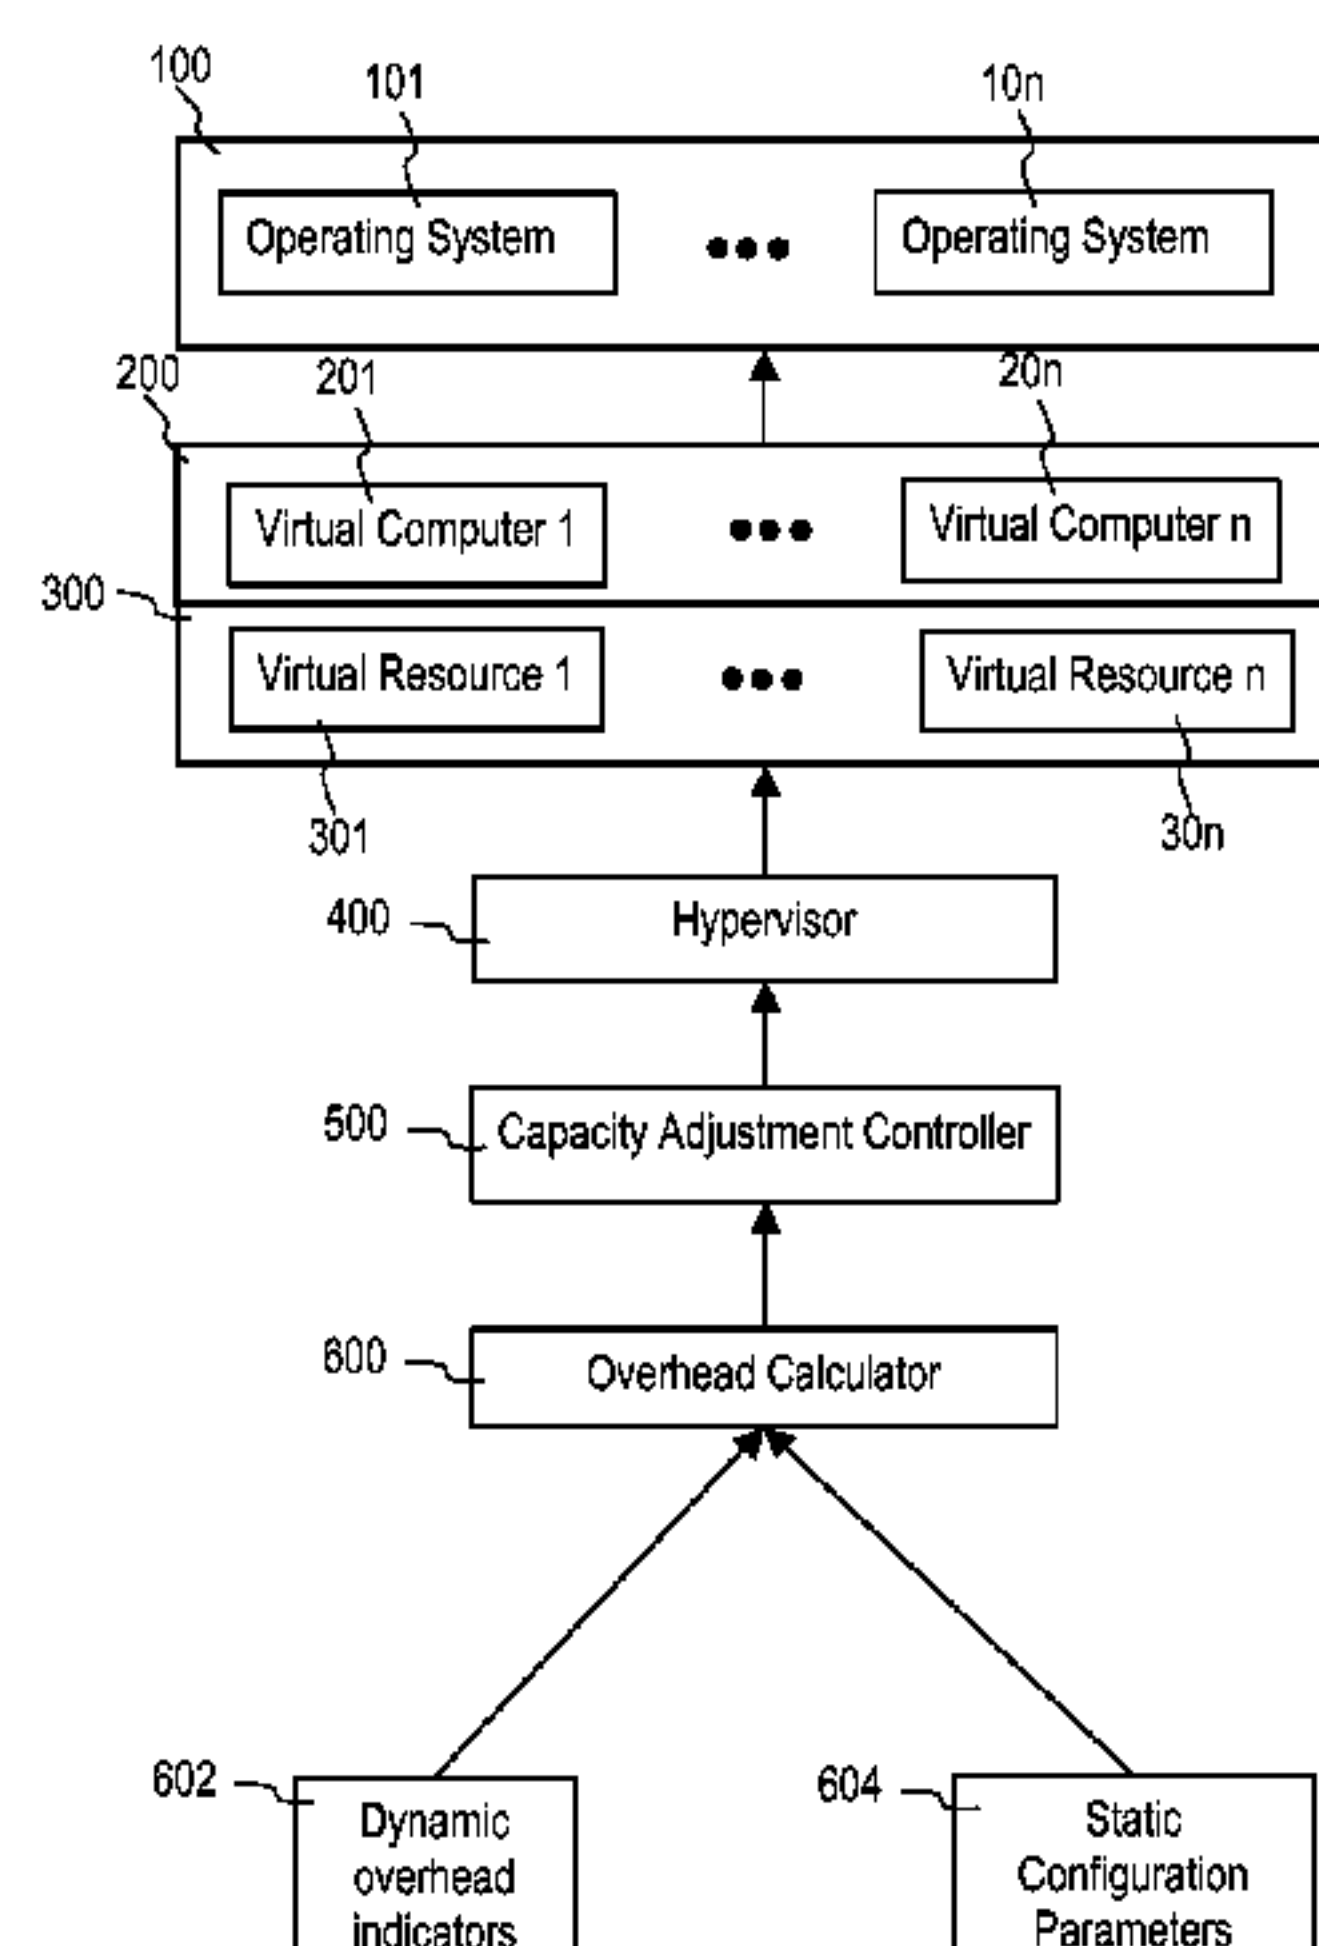 100
101
10n
Operating System
Operating System
200
201
20n
Virtual Computer 1
Virtual Computer n
300
Virtual Resource 1
Virtual Resource n
301
30n
400
Hypervisor
500
Capacity Adjustment Controller
600
Overhead Calculator
602
604
Dynamic
overhead
indicators
Static
Configuration
Parameters